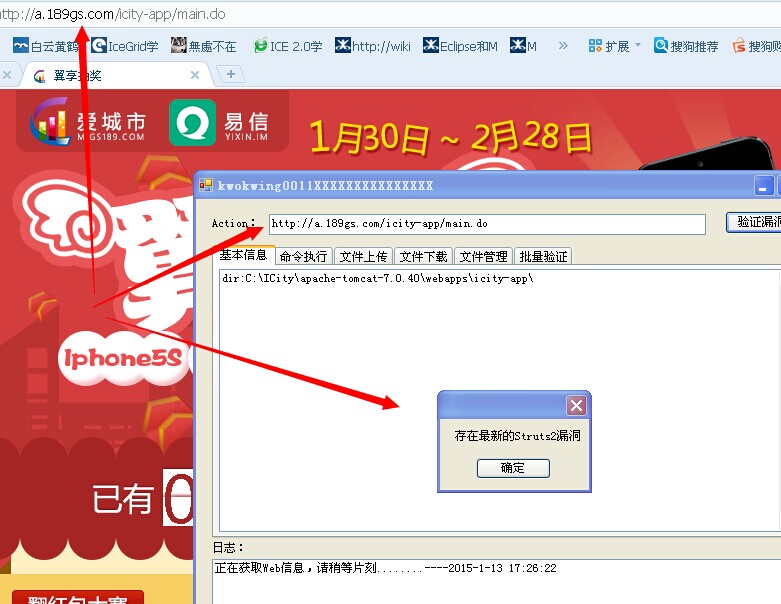 http://a.189gs.com/icity-app/main.do
白云黄鹤 IceGrid学 無處不在 ICE 2.0学 http://wiki Eclipse和M M » 扩展 搜狗推荐 搜狗购
翼享抽奖
爱城市
易信
YIXIN.IM
1月30日 ~ 2月28日
kwokwing0011XXXXXXXXXXXXXXX
Action: http://a.189gs.com/icity-app/main.do 验证漏洞
基本信息 命令执行 文件上传 文件下载 文件管理 批量验证
dir:C:\ICity\apache-tomcat-7.0.40\webapps\icity-app\
翼
Iphone5S
存在最新的Struts2漏洞
确定
已有 0
日志:
正在获取Web信息，请稍等片刻........----2015-1-13 17:26:22
翻红包大赛